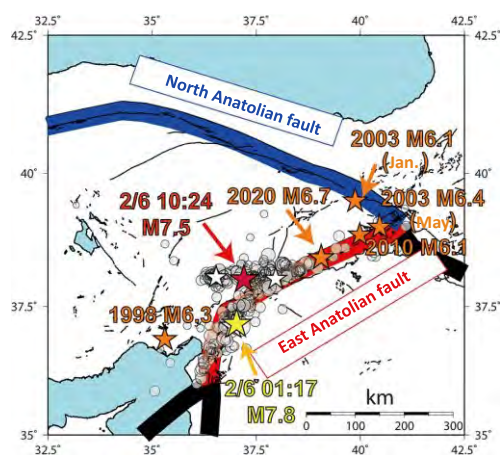 32.5° 35° 37.5° 40° 42.5°
42.5° 42.5°
North Anatolian fault
2003 M6.1
(Jan.)
40° 40°
2020 M6.7
2003 M6.4
(May)
2/6 10:24
M7.5
2010 M6.1
37.5° 37.5°
1998 M6.3
East Anatolian fault
2/6 01:17
M7.8
km
0 100 200 300
35° 35°
32.5° 35° 37.5° 40° 42.5°